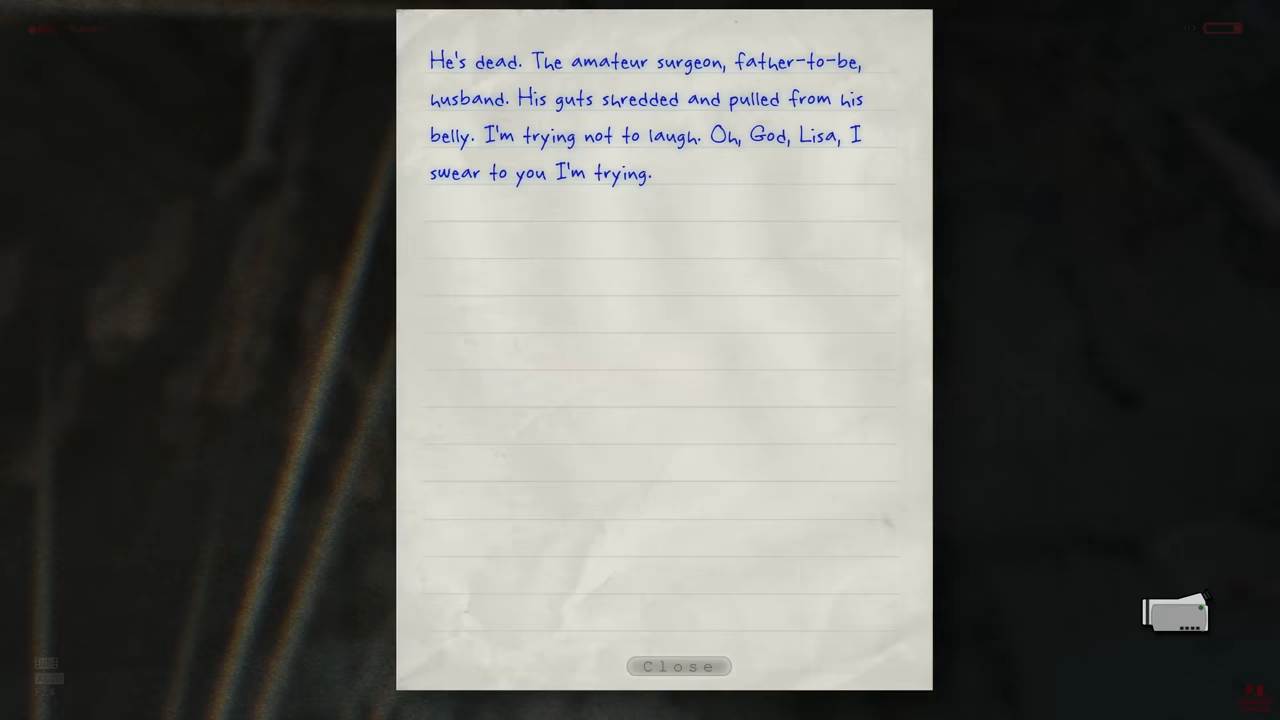 He's dead. The amateur surgeon, father-to-be,
husband. His guts shredded and pulled from his
belly. I'm trying not to laugh. Oh, God, Lisa, I
swear to you I'm trying.
Close